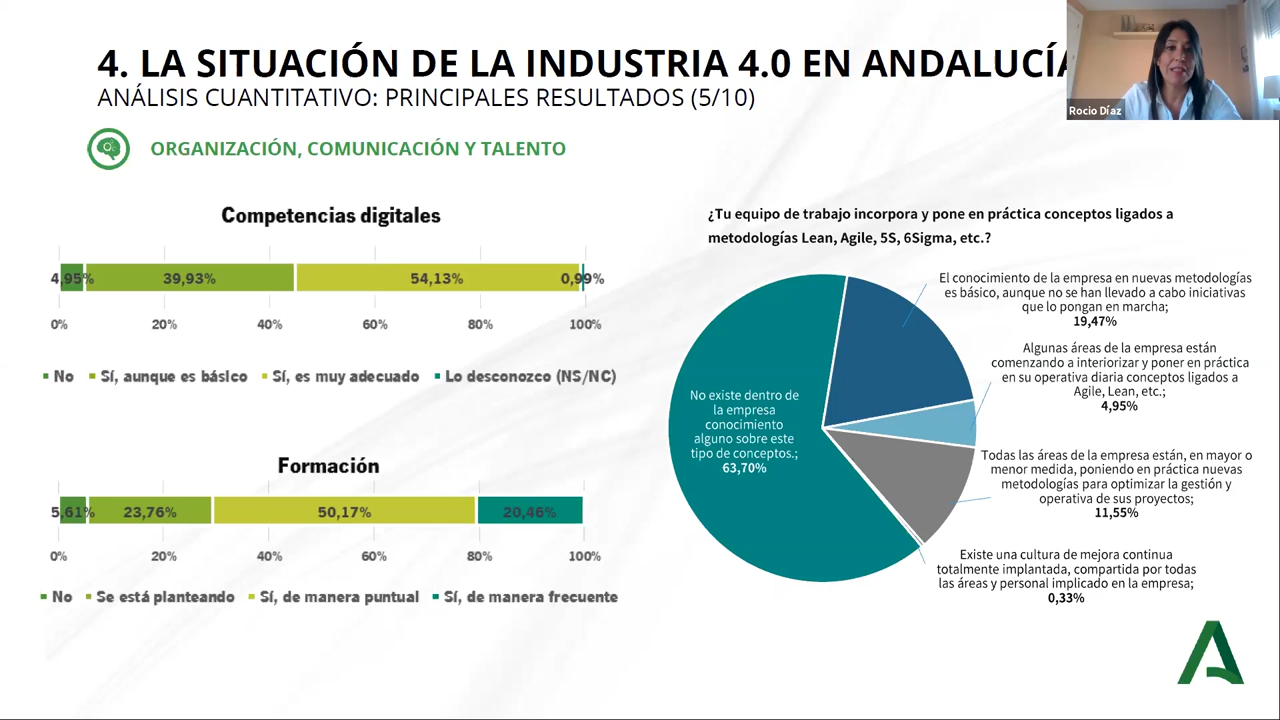 4. LA SITUACIÓN DE LA INDUSTRIA 4.0 EN ANDALUCÍA
ANÁLISIS CUANTITATIVO: PRINCIPALES RESULTADOS (5/10)
Rocio Díaz
ORGANIZACIÓN, COMUNICACIÓN Y TALENTO
Competencias digitales
4,95% 39,93% 54,13% 0,99%
0% 20% 40% 60% 80% 100%
No Sí, aunque es básico Sí, es muy adecuado Lo desconozco (NS/NC)
Formación
5,61% 23,76% 50,17% 20,46%
0% 20% 40% 60% 80% 100%
No Se está planteando Sí, de manera puntual Sí, de manera frecuente
¿Tu equipo de trabajo incorpora y pone en práctica conceptos ligados a
metodologías Lean, Agile, 5S, 6Sigma, etc.?
No existe dentro de
la empresa
conocimiento
alguno sobre este
tipo de conceptos.;
63,70%
El conocimiento de la empresa en nuevas metodologías
es básico, aunque no se han llevado a cabo iniciativas
que lo pongan en marcha;
19,47%
Algunas áreas de la empresa están
comenzando a interiorizar y poner en práctica
en su operativa diaria conceptos ligados a
Agile, Lean, etc.;
4,95%
Todas las áreas de la empresa están, en mayor o
menor medida, poniendo en práctica nuevas
metodologías para optimizar la gestión y
operativa de sus proyectos;
11,55%
Existe una cultura de mejora continua
totalmente implantada, compartida por todas
las áreas y personal implicado en la empresa;
0,33%